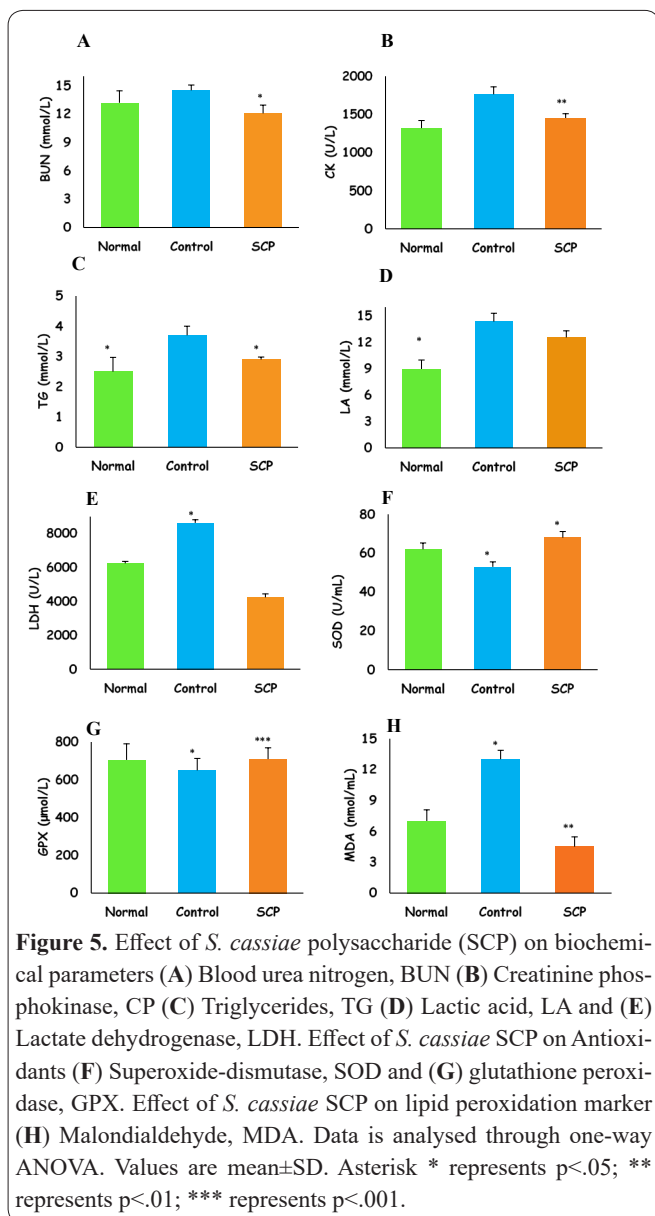 A
15
12
9
6
3
0
BUN (mmol/L)
*
Normal Control SCP
B
2000
1500
1000
500
0
CK (U/L)
**
Normal Control SCP
C
5
4
3
2
1
0
TG (mmol/L)
* *
Normal Control SCP
D
15
12
9
6
3
0
LA (mmol/L)
*
Normal Control SCP
E
8000
6000
4000
2000
0
LDH (U/L)
*
Normal Control SCP
F
80
60
40
20
0
SOD (U/mL)
* *
Normal Control SCP
G
800
600
400
200
0
GPX (µmol/L)
* ***
Normal Control SCP
H
15
12
9
6
3
0
MDA (nmol/mL)
* **
Normal Control SCP
Figure 5. Effect of S. cassiae polysaccharide (SCP) on biochemi-
cal parameters (A) Blood urea nitrogen, BUN (B) Creatinine phos-
phokinase, CP (C) Triglycerides, TG (D) Lactic acid, LA and (E)
Lactate dehydrogenase, LDH. Effect of S. cassiae SCP on Antioxi-
dants (F) Superoxide-dismutase, SOD and (G) glutathione peroxi-
dase, GPX. Effect of S. cassiae SCP on lipid peroxidation marker
(H) Malondialdehyde, MDA. Data is analysed through one-way
ANOVA. Values are mean±SD. Asterisk * represents p<.05; **
represents p<.01; *** represents p<.001.